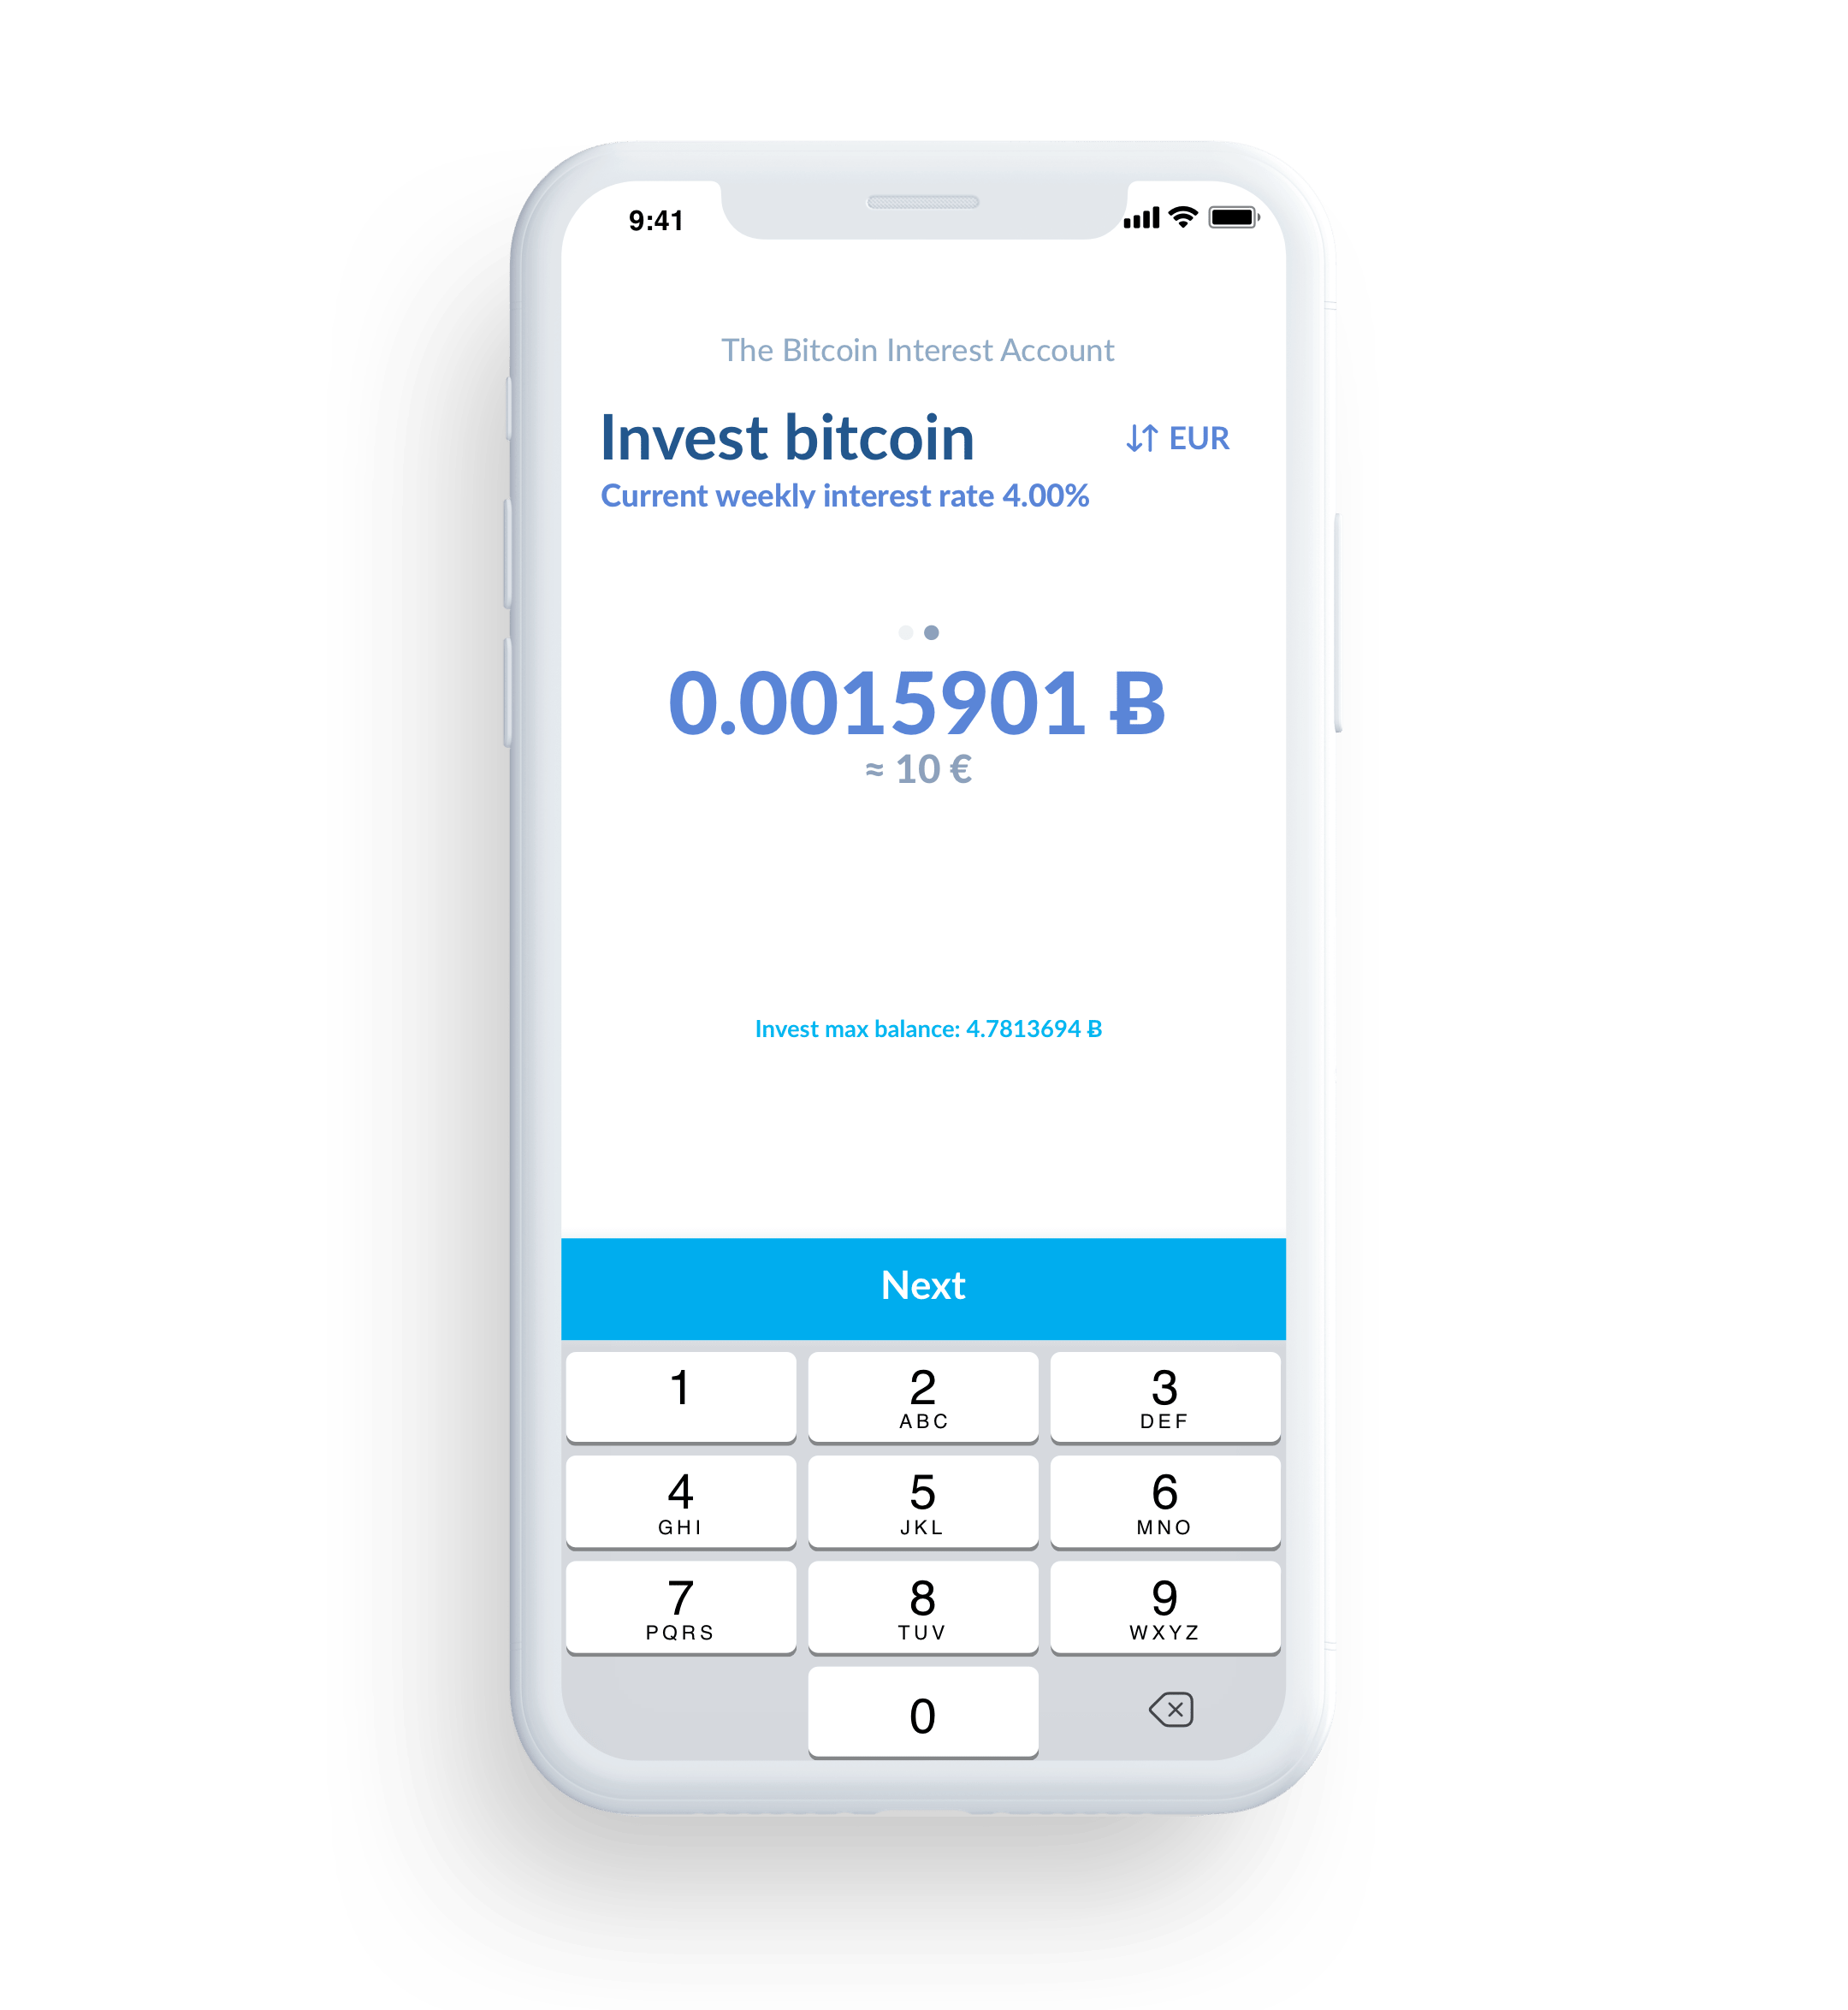 9:41
The Bitcoin Interest Account
Invest bitcoin
EUR
Current weekly interest rate 4.00%
0.0015901 Ƀ
≈ 10 €
Invest max balance: 4.7813694 Ƀ
Next
1
2
3
ABC
DEF
4
5
6
GHI
JKL
MNO
7
8
9
PQRS
TUV
WXYZ
0